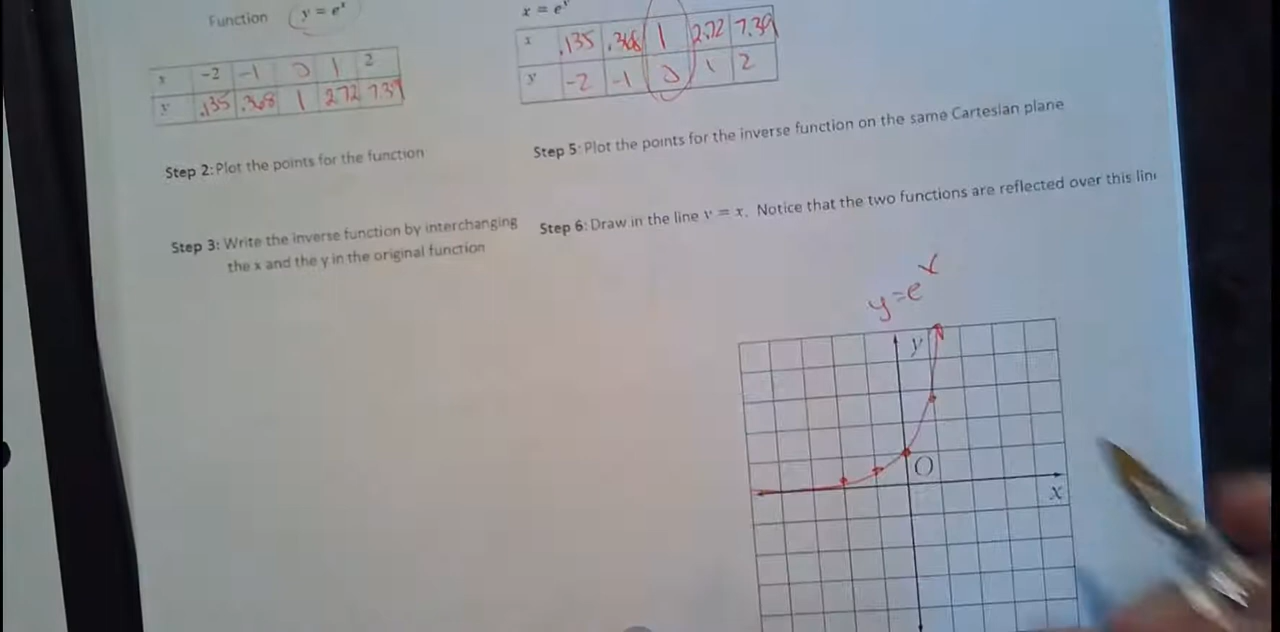 Function y = eˣ
x -2 -1 0 1 2
y .135 .368 1 2.72 7.39
x = eʸ
x .135 .368 1 2.72 7.39
y -2 -1 0 1 2
Step 2: Plot the points for the function
Step 3: Write the inverse function by interchanging
the x and the y in the original function
Step 5: Plot the points for the inverse function on the same Cartesian plane
Step 6: Draw in the line y = x. Notice that the two functions are reflected over this line
y=eˣ
y
O
x